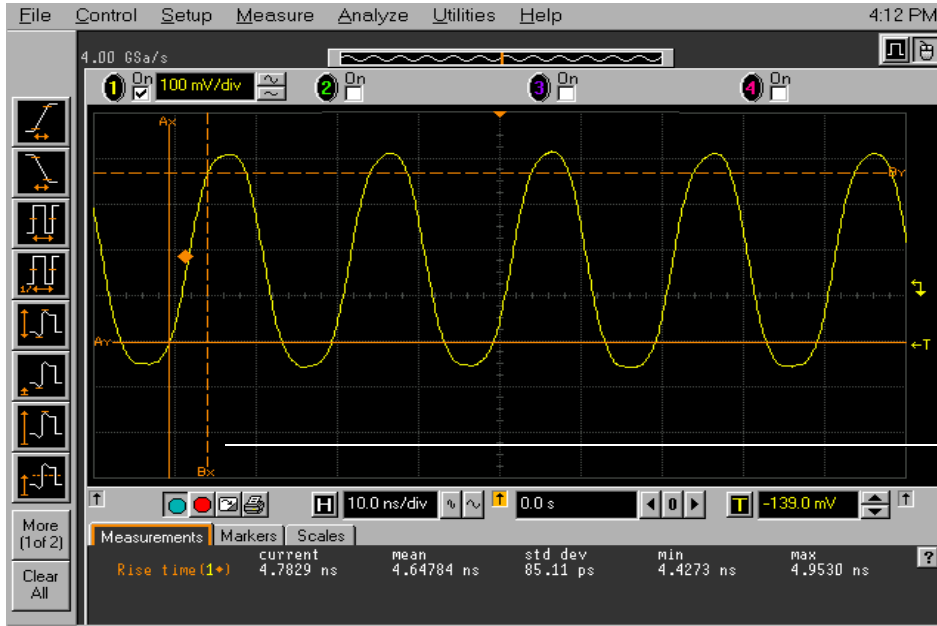 File Control Setup Measure Analyze Utilities Help 4:12 PM
4.00 GSa/s
1 On 100 mV/div 2 On 3 On 4 On
Ax
By
Ay
←T
Bx
H 10.0 ns/div 0.0 s 0 T -139.0 mV
More
(1of 2)
Clear
All
Measurements Markers Scales
current mean std dev min max
Rise time(1) 4.7829 ns 4.64784 ns 85.11 ps 4.4273 ns 4.9530 ns
?